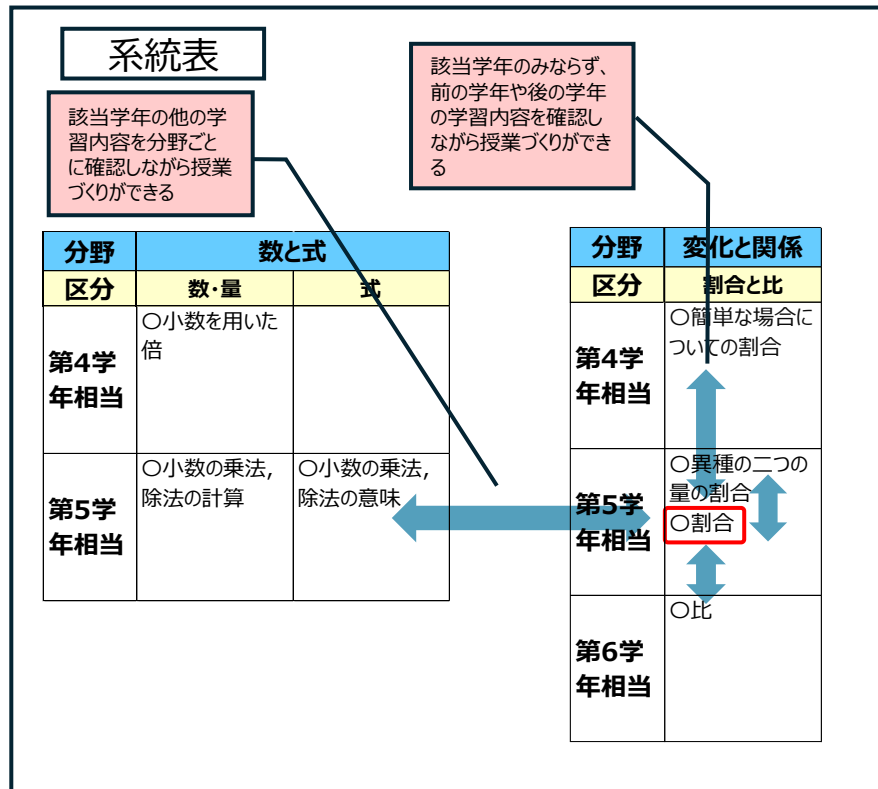 系統表
該当学年の他の学
習内容を分野ごと
に確認しながら授業
づくりができる
該当学年のみならず、
前の学年や後の学年
の学習内容を確認し
ながら授業づくりができ
る
分野 数と式
区分 数・量 式
第4学
年相当
〇小数を用いた
倍
第5学
年相当
〇小数の乗法,
除法の計算
〇小数の乗法,
除法の意味
分野 変化と関係
区分 割合と比
第4学
年相当
〇簡単な場合に
ついての割合
第5学
年相当
〇異種の二つの
量の割合
〇割合
第6学
年相当
〇比